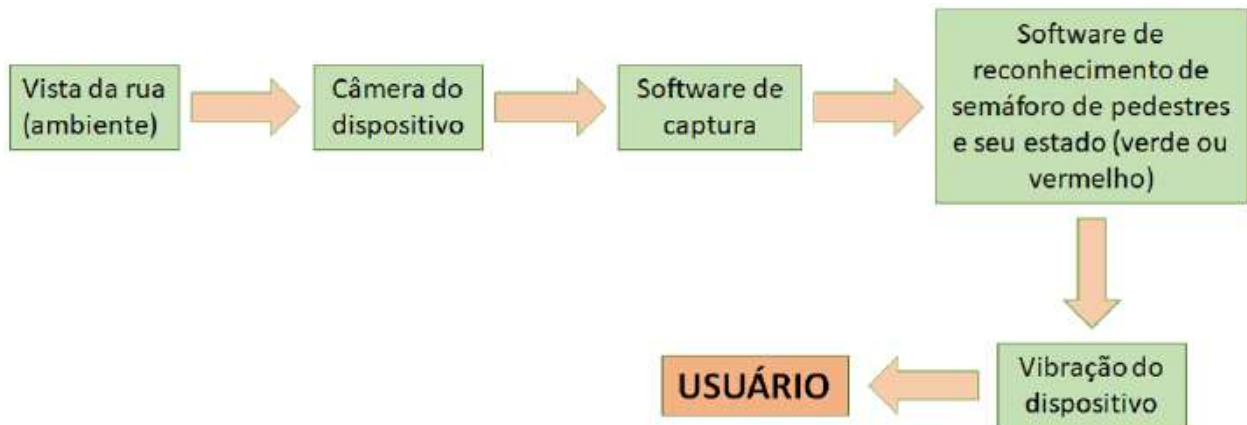 Vista da rua
(ambiente)
Câmera do
dispositivo
Software de
captura
Software de
reconhecimento de
semáforo de pedestres
e seu estado (verde ou
vermelho)
Vibração do
dispositivo
USUÁRIO